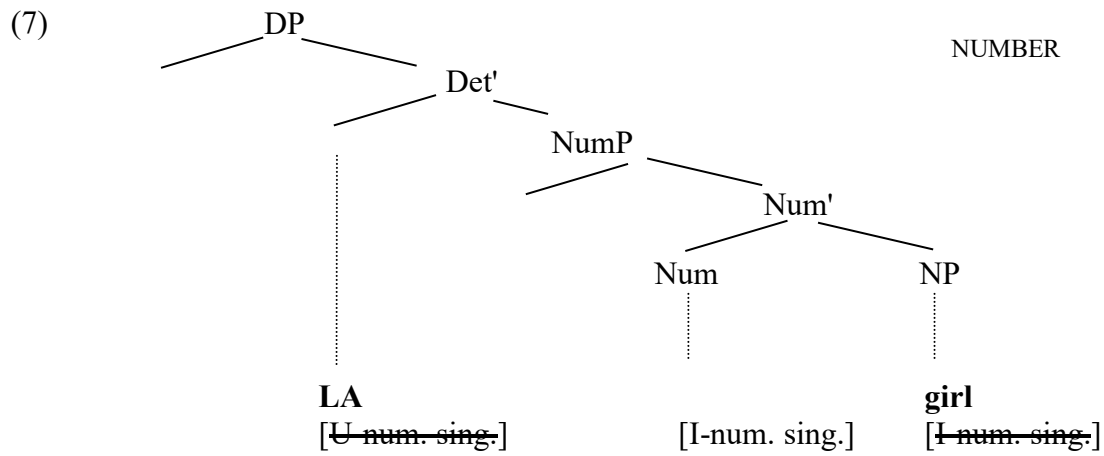 (7)
DP
NUMBER
Det'
NumP
Num'
Num NP
LA girl
[U-num. sing.] [I-num. sing.] [I-num. sing.]